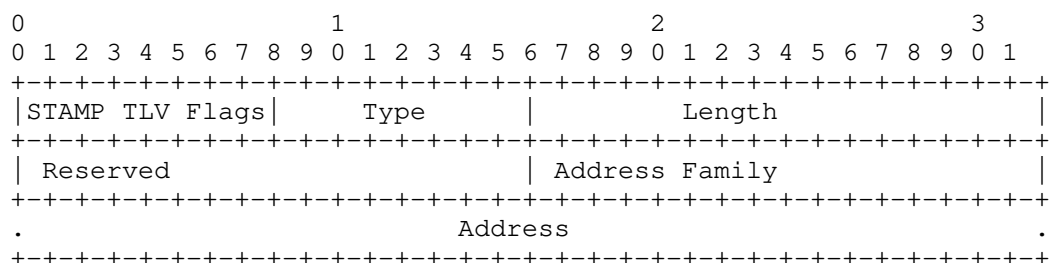 0                   1                   2                   3
0 1 2 3 4 5 6 7 8 9 0 1 2 3 4 5 6 7 8 9 0 1 2 3 4 5 6 7 8 9 0 1
+-+-+-+-+-+-+-+-+-+-+-+-+-+-+-+-+-+-+-+-+-+-+-+-+-+-+-+-+-+-+-+-+
|STAMP TLV Flags|     Type      |         Length                |
+-+-+-+-+-+-+-+-+-+-+-+-+-+-+-+-+-+-+-+-+-+-+-+-+-+-+-+-+-+-+-+-+
| Reserved                      | Address Family                |
+-+-+-+-+-+-+-+-+-+-+-+-+-+-+-+-+-+-+-+-+-+-+-+-+-+-+-+-+-+-+-+-+
.                           Address                             .
+-+-+-+-+-+-+-+-+-+-+-+-+-+-+-+-+-+-+-+-+-+-+-+-+-+-+-+-+-+-+-+-+